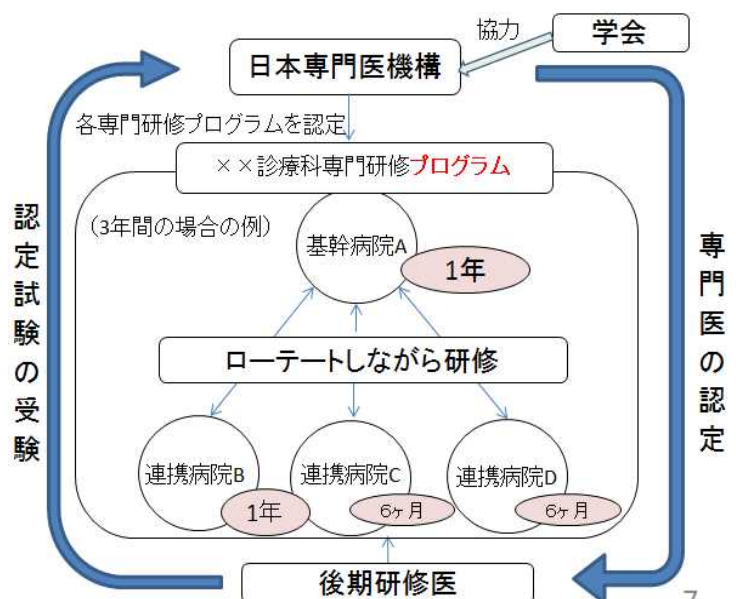 協力
学会
日本専門医機構
各専門研修プログラムを認定
××診療科専門研修プログラム
(3年間の場合の例)
基幹病院A
1年
ローテートしながら研修
連携病院B
1年
連携病院C
6ヶ月
連携病院D
6ヶ月
後期研修医
認定試験の受験
専門医の認定
7